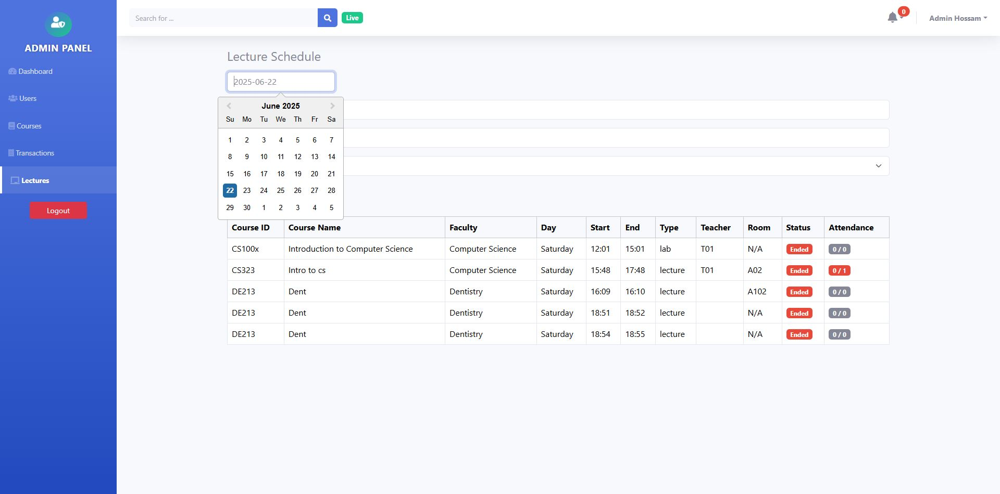 ADMIN PANEL
Dashboard
Users
Courses
Transactions
Lectures
Logout
Search for ...
Live
0
Admin Hossam
Lecture Schedule
2025-06-22
June 2025
Su Mo Tu We Th Fr Sa
1 2 3 4 5 6 7
8 9 10 11 12 13 14
15 16 17 18 19 20 21
22 23 24 25 26 27 28
29 30 1 2 3 4 5
Course ID Course Name Faculty Day Start End Type Teacher Room Status Attendance
CS100x Introduction to Computer Science Computer Science Saturday 12:01 15:01 lab T01 N/A Ended 0 / 0
CS323 Intro to cs Computer Science Saturday 15:48 17:48 lecture T01 A02 Ended 0 / 1
DE213 Dent Dentistry Saturday 16:09 16:10 lecture A102 Ended 0 / 0
DE213 Dent Dentistry Saturday 18:51 18:52 lecture N/A Ended 0 / 0
DE213 Dent Dentistry Saturday 18:54 18:55 lecture N/A Ended 0 / 0